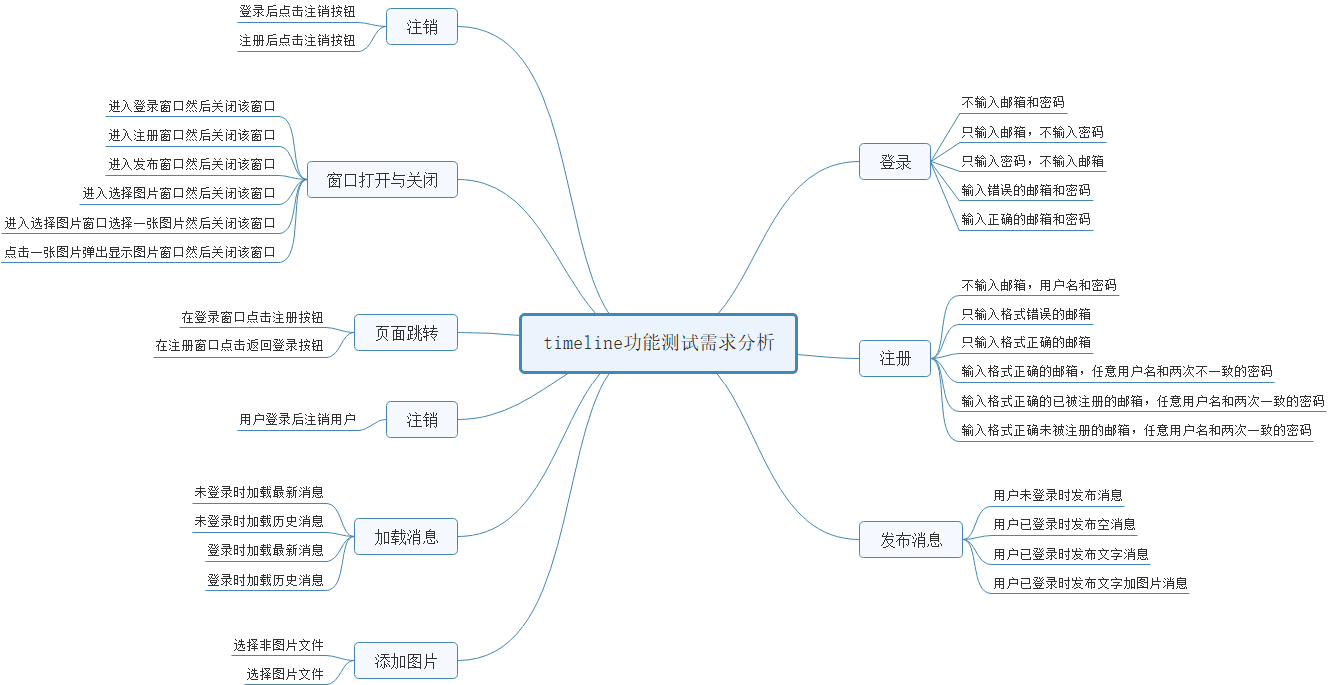 timeline功能测试需求分析
登录
不输入邮箱和密码
只输入邮箱，不输入密码
只输入密码，不输入邮箱
输入错误的邮箱和密码
输入正确的邮箱和密码
注册
不输入邮箱，用户名和密码
只输入格式错误的邮箱
只输入格式正确的邮箱
输入格式正确的邮箱，任意用户名和两次不一致的密码
输入格式正确的已被注册的邮箱，任意用户名和两次一致的密码
输入格式正确未被注册的邮箱，任意用户名和两次一致的密码
发布消息
用户未登录时发布消息
用户已登录时发布空消息
用户已登录时发布文字消息
用户已登录时发布文字加图片消息
注销
登录后点击注销按钮
注册后点击注销按钮
窗口打开与关闭
进入登录窗口然后关闭该窗口
进入注册窗口然后关闭该窗口
进入发布窗口然后关闭该窗口
进入选择图片窗口然后关闭该窗口
进入选择图片窗口选择一张图片然后关闭该窗口
点击一张图片弹出显示图片窗口然后关闭该窗口
页面跳转
在登录窗口点击注册按钮
在注册窗口点击返回登录按钮
注销
用户登录后注销用户
加载消息
未登录时加载最新消息
未登录时加载历史消息
登录时加载最新消息
登录时加载历史消息
添加图片
选择非图片文件
选择图片文件